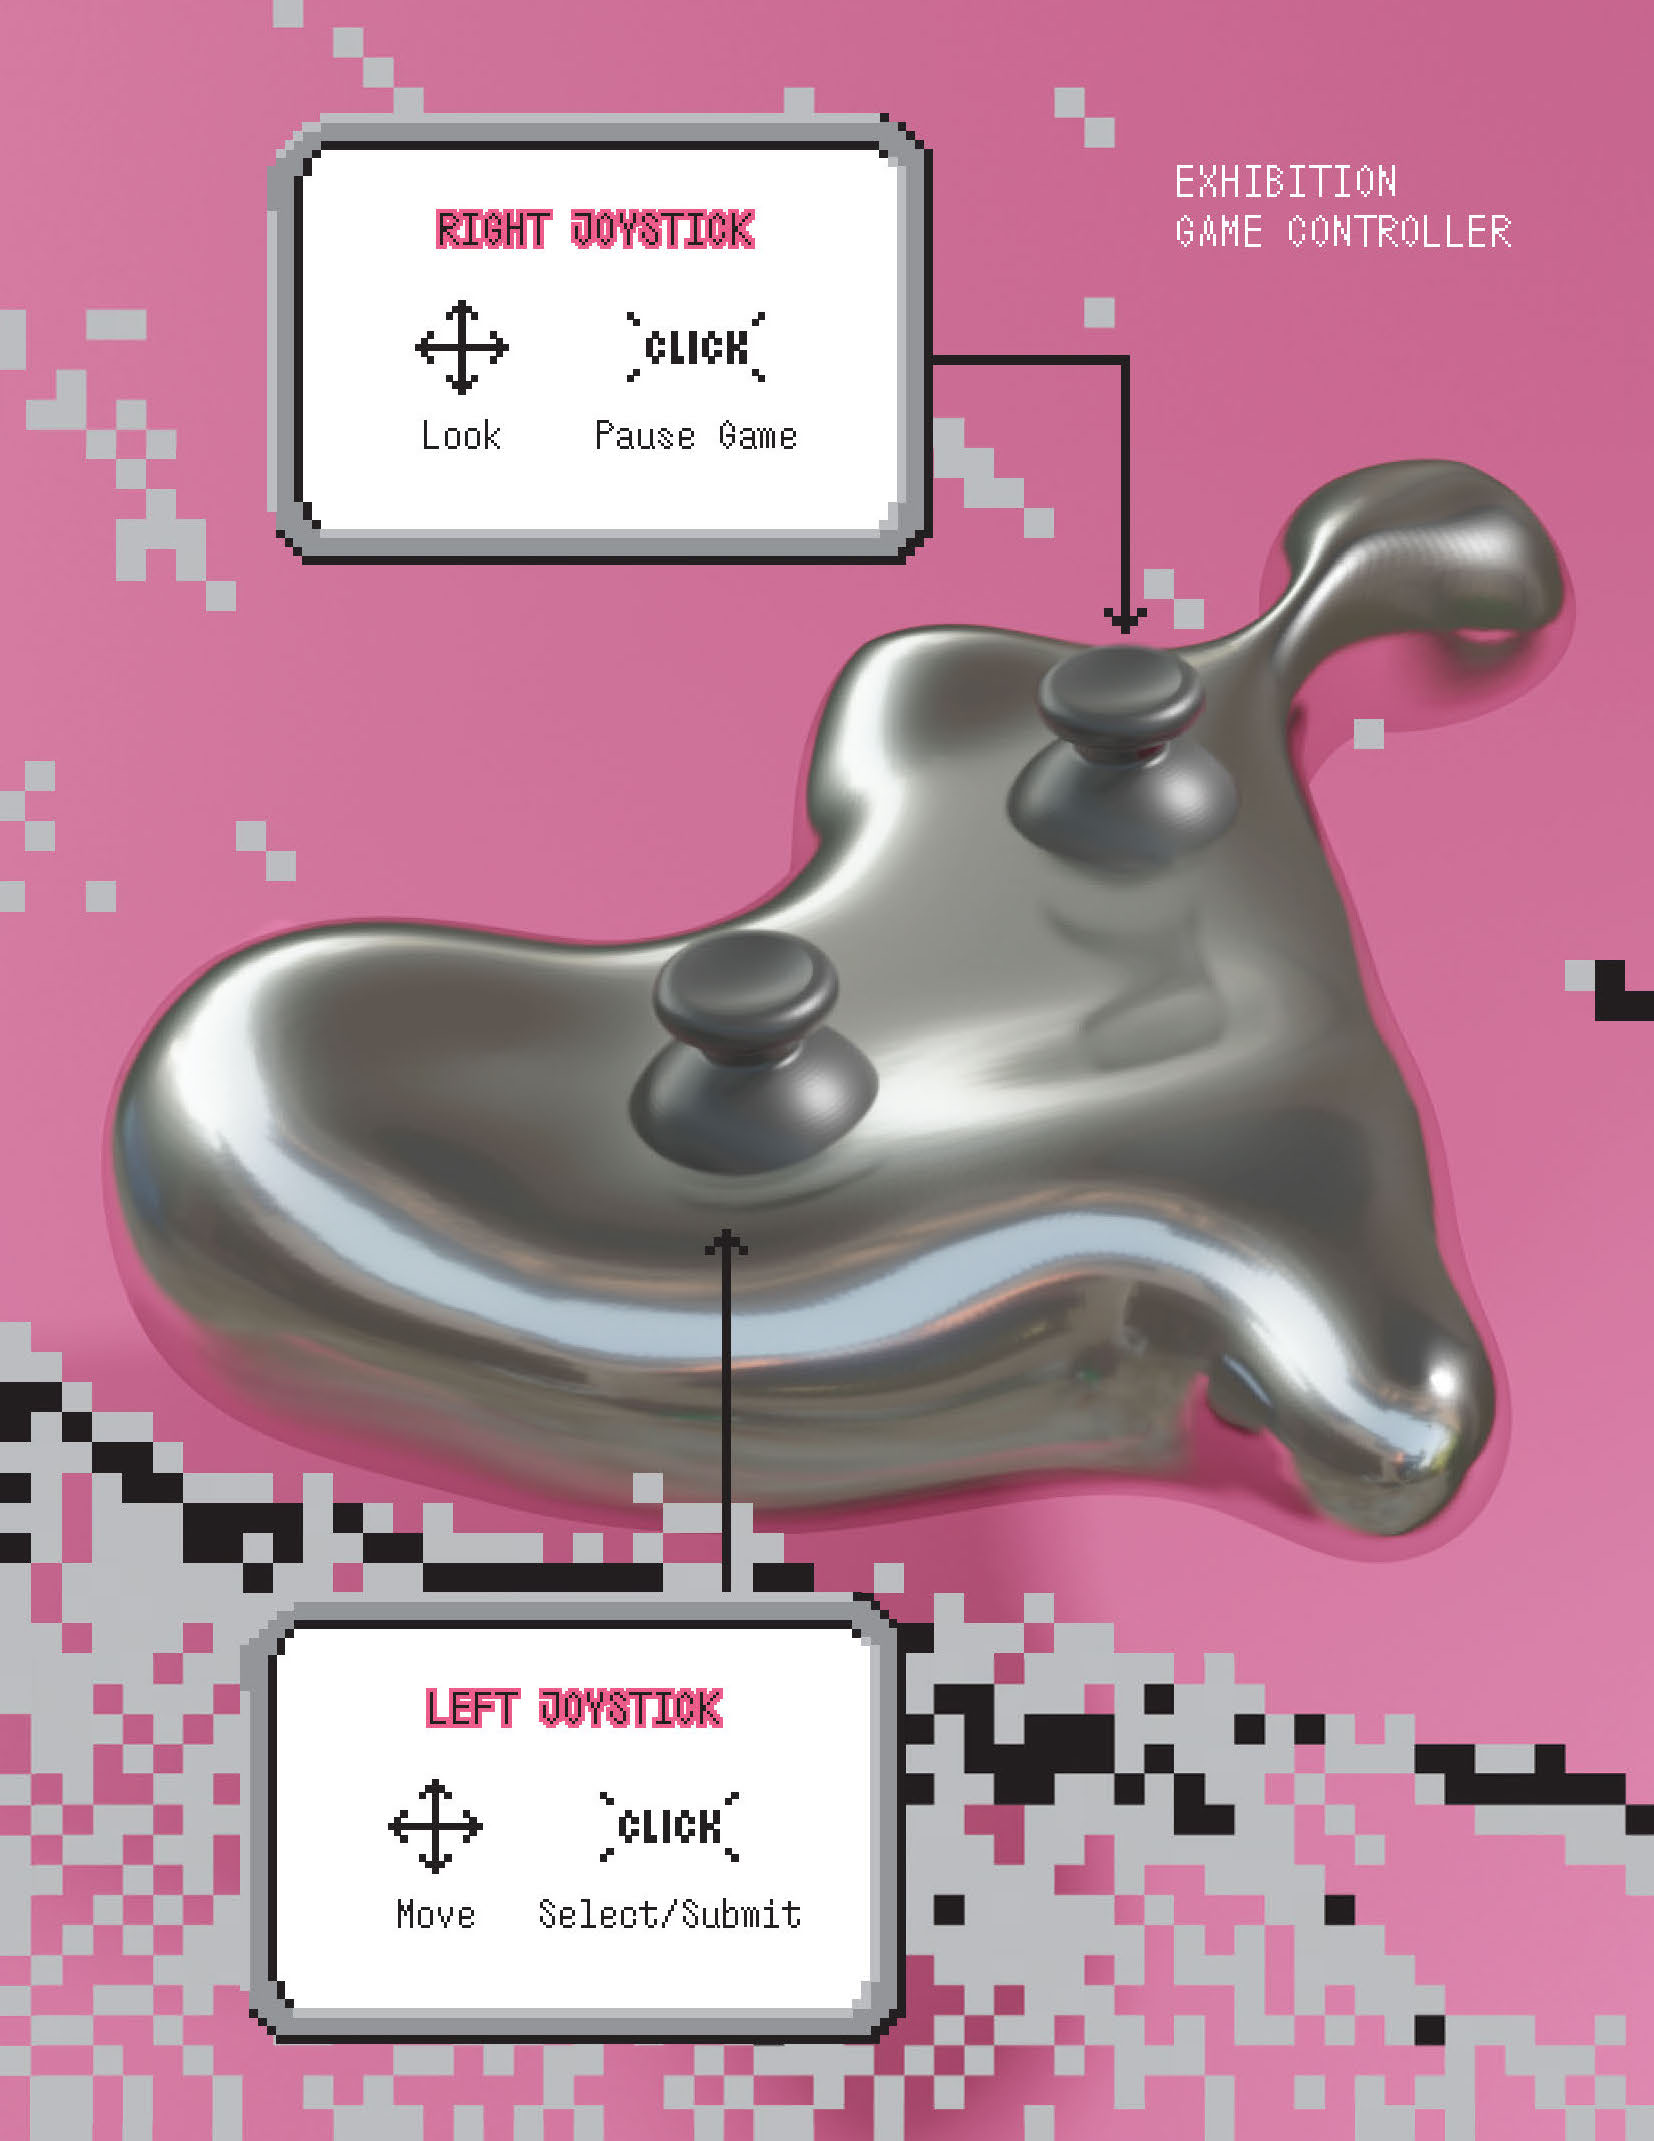 EXHIBITION
GAME CONTROLLER
RIGHT JOYSTICK
CLICK
Look
Pause Game
LEFT JOYSTICK
CLICK
Move
Select/Submit